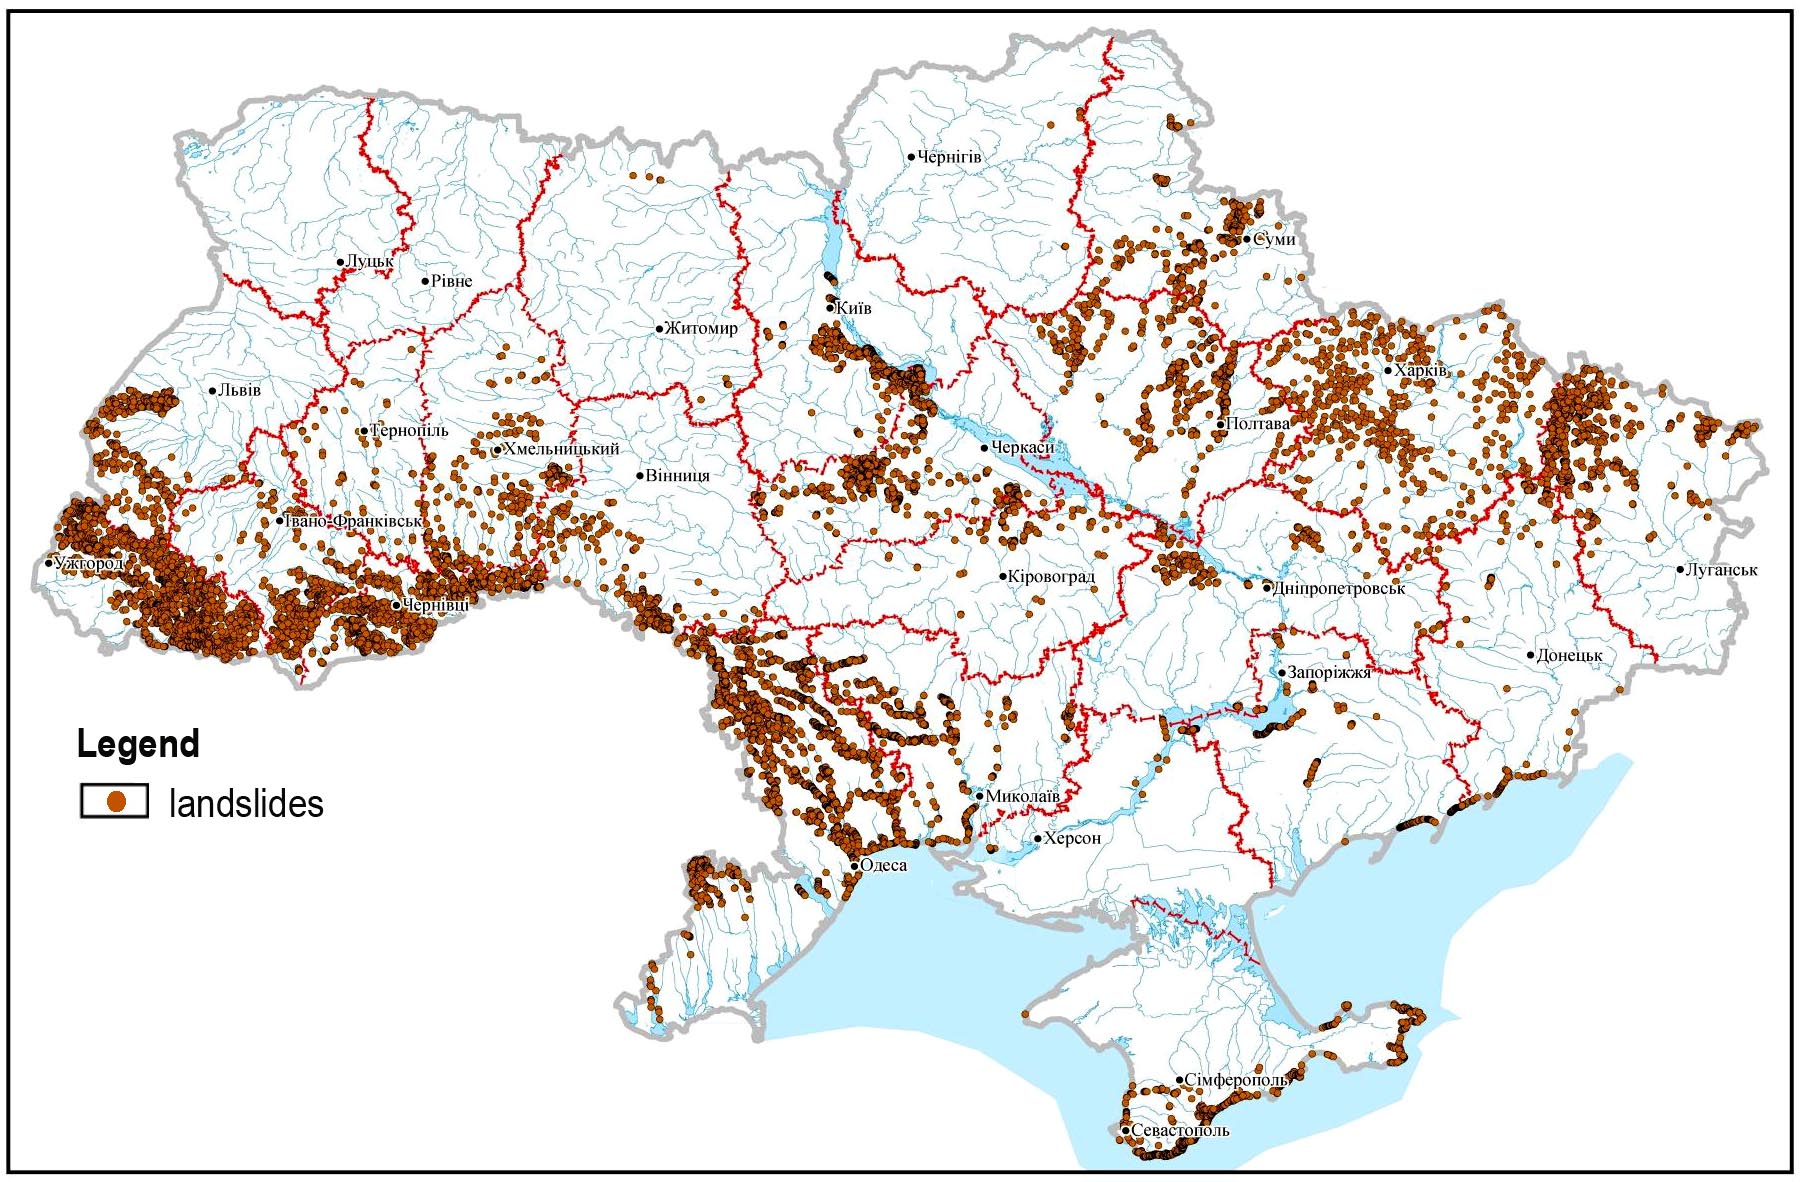 Чернігів
Суми
Луцьк
Рівне
Київ
Житомир
Харків
Львів
Полтава
Тернопіль
Хмельницький
Черкаси
Вінниця
Івано-Франківськ
Ужгород
Луганськ
Кіровоград
Дніпропетровськ
Чернівці
Донецьк
Запоріжжя
Legend
landslides
Миколаїв
Херсон
Одеса
Сімферополь
Севастополь